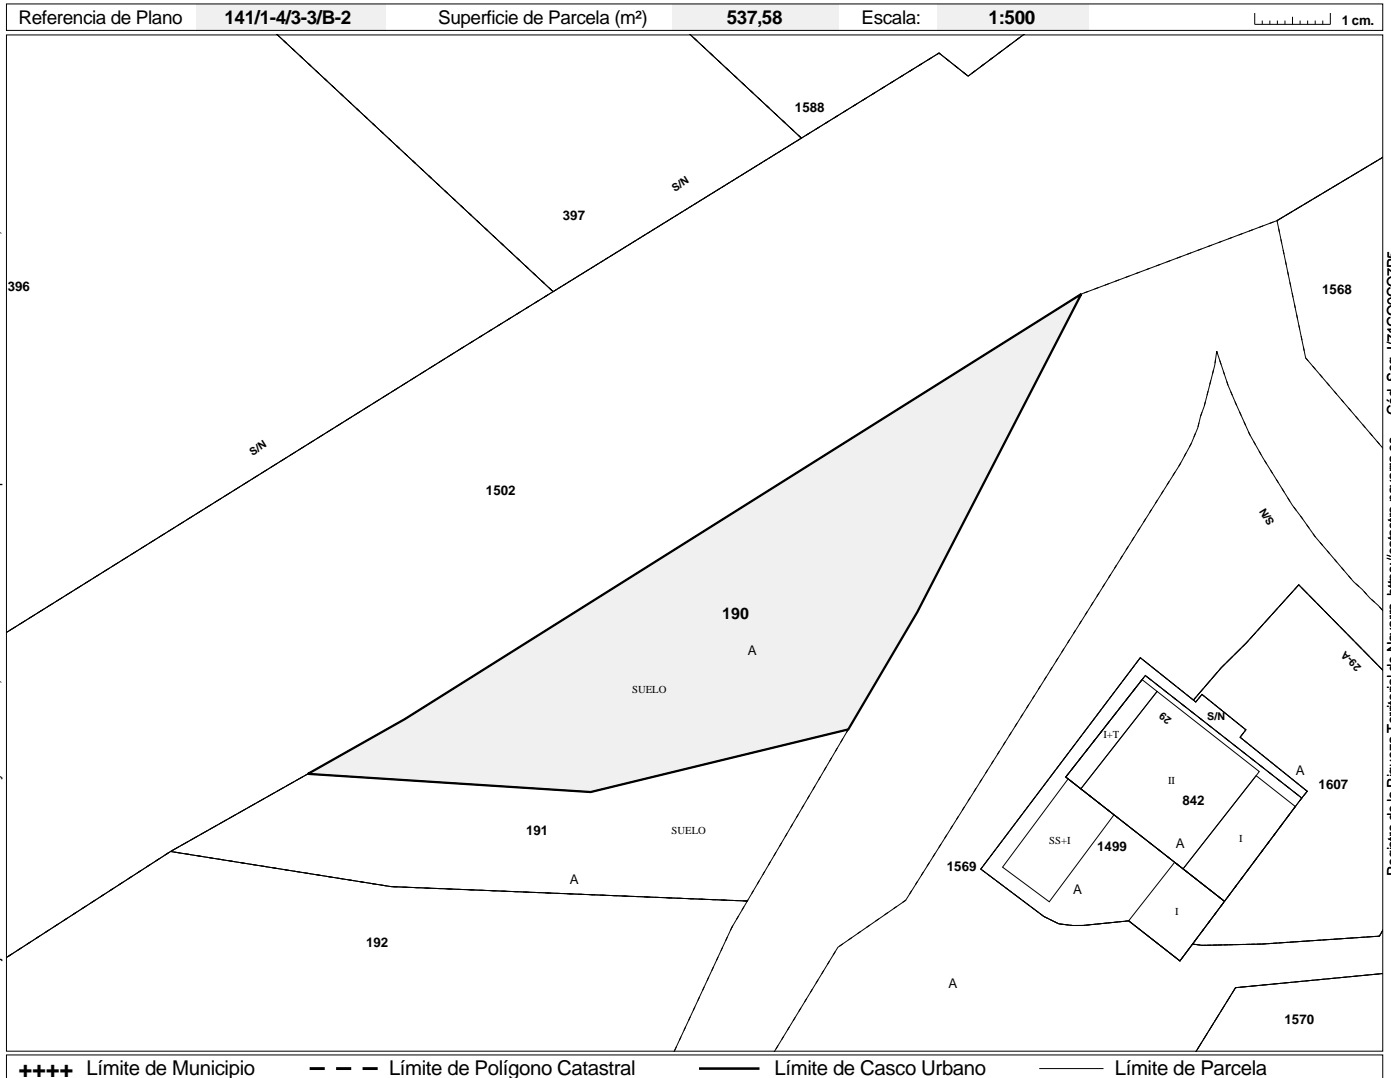 Referencia de Plano 141/1-4/3-3/B-2 Superficie de Parcela (m²) 537,58 Escala: 1:500 1 cm.
1588
S/N
397
396
1568
S/N
1502
S/N
190
A
SUELO
29-A
S/N
29
I+T
A
II
1607
842
191
SUELO
SS+I
1499
A
I
1569
A
A
I
192
A
1570
++++ Límite de Municipio Límite de Polígono Catastral Límite de Casco Urbano Límite de Parcela